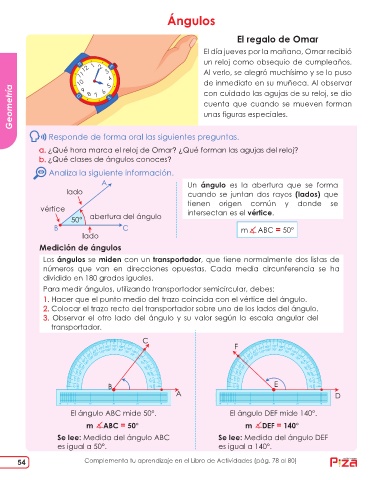 Ángulos
El regalo de Omar
El día jueves por la mañana, Omar recibió
un reloj como obsequio de cumpleaños.
Al verlo, se alegró muchísimo y se lo puso
de inmediato en su muñeca. Al observar
con cuidado las agujas de su reloj, se dio
cuenta que cuando se mueven forman
unas figuras especiales.
Geometría
Responde de forma oral las siguientes preguntas.
a. ¿Qué hora marca el reloj de Omar? ¿Qué forman las agujas del reloj?
b. ¿Qué clases de ángulos conoces?
Analiza la siguiente información.
A
lado
vértice
50°
abertura del ángulo
B
C
lado
Un ángulo es la abertura que se forma
cuando se juntan dos rayos (lados) que
tienen origen común y donde se
intersectan es el vértice.
m ∡ ABC = 50°
Medición de ángulos
Los ángulos se miden con un transportador, que tiene normalmente dos listas de
números que van en direcciones opuestas. Cada media circunferencia se ha
dividido en 180 grados iguales.
Para medir ángulos, utilizando transportador semicircular, debes:
1. Hacer que el punto medio del trazo coincida con el vértice del ángulo.
2. Colocar el trazo recto del transportador sobre uno de los lados del ángulo.
3. Observar el otro lado del ángulo y su valor según la escala angular del
transportador.
C
B
A
F
E
D
El ángulo ABC mide 50°.
m ∡ABC = 50°
Se lee: Medida del ángulo ABC
es igual a 50°.
El ángulo DEF mide 140°.
m ∡DEF = 140°
Se lee: Medida del ángulo DEF
es igual a 140°.
54
Complementa tu aprendizaje en el Libro de Actividades (pág. 78 al 80)